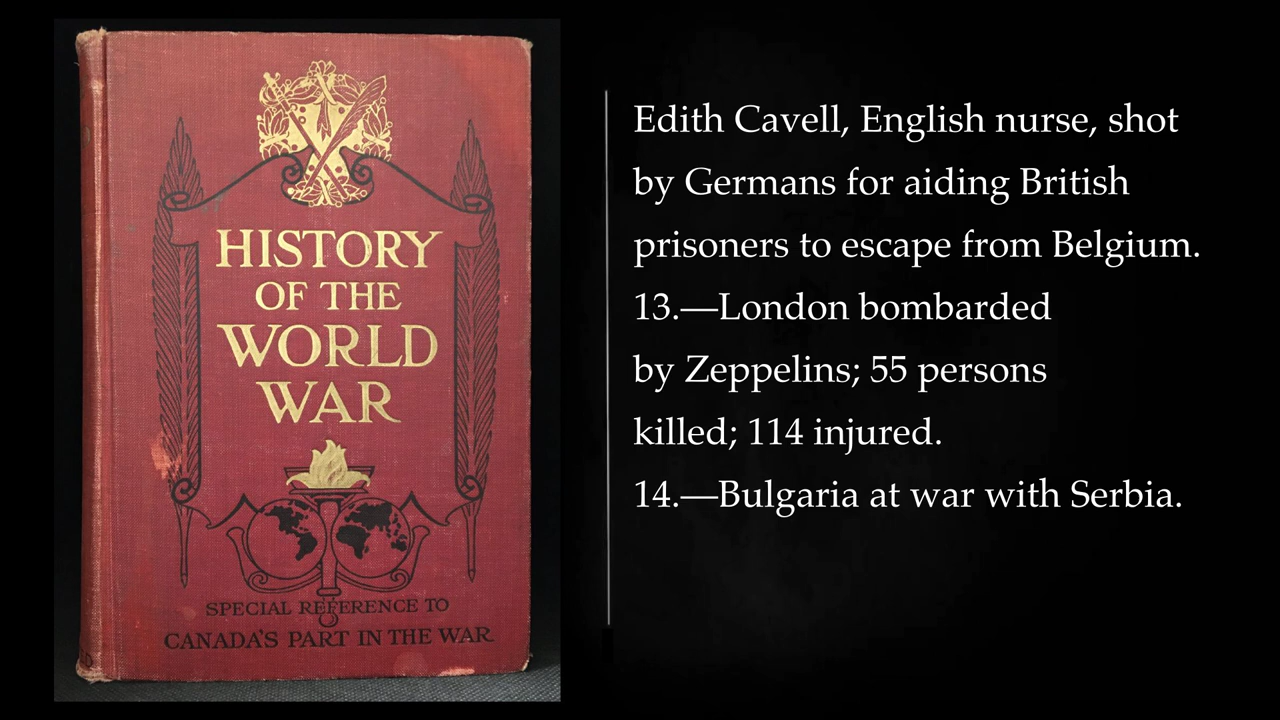 HISTORY
OF THE
WORLD
WAR
SPECIAL REFERENCE TO
CANADA'S PART IN THE WAR
Edith Cavell, English nurse, shot
by Germans for aiding British
prisoners to escape from Belgium.
13.—London bombarded
by Zeppelins; 55 persons
killed; 114 injured.
14.—Bulgaria at war with Serbia.